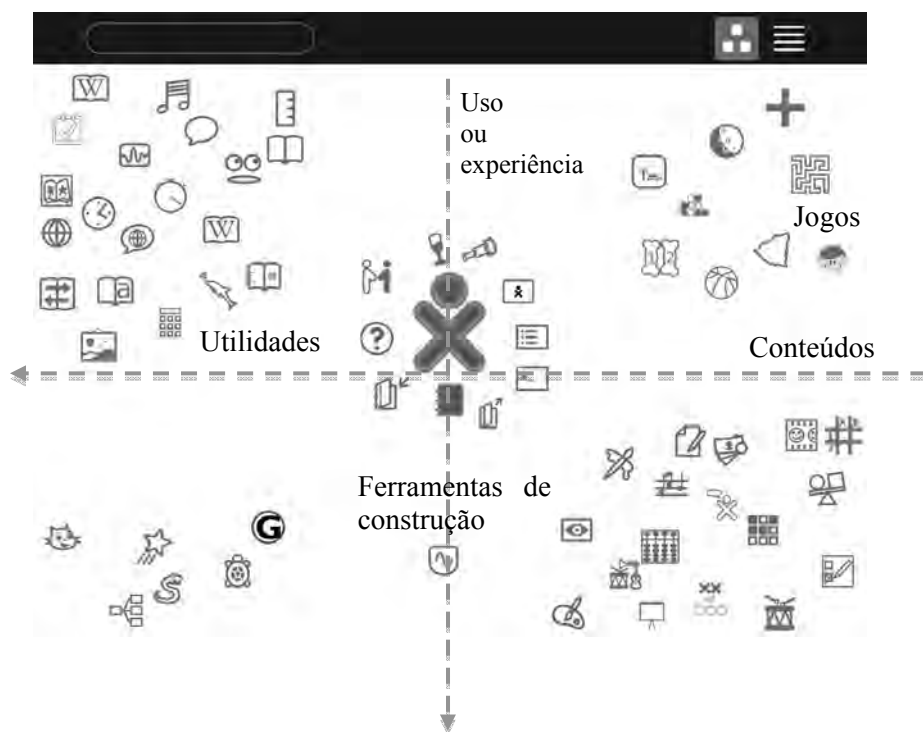 W
Uso
ou
experiência
Jogos
W
a
Utilidades
Conteúdos
?
Ferramentas de
construção
G